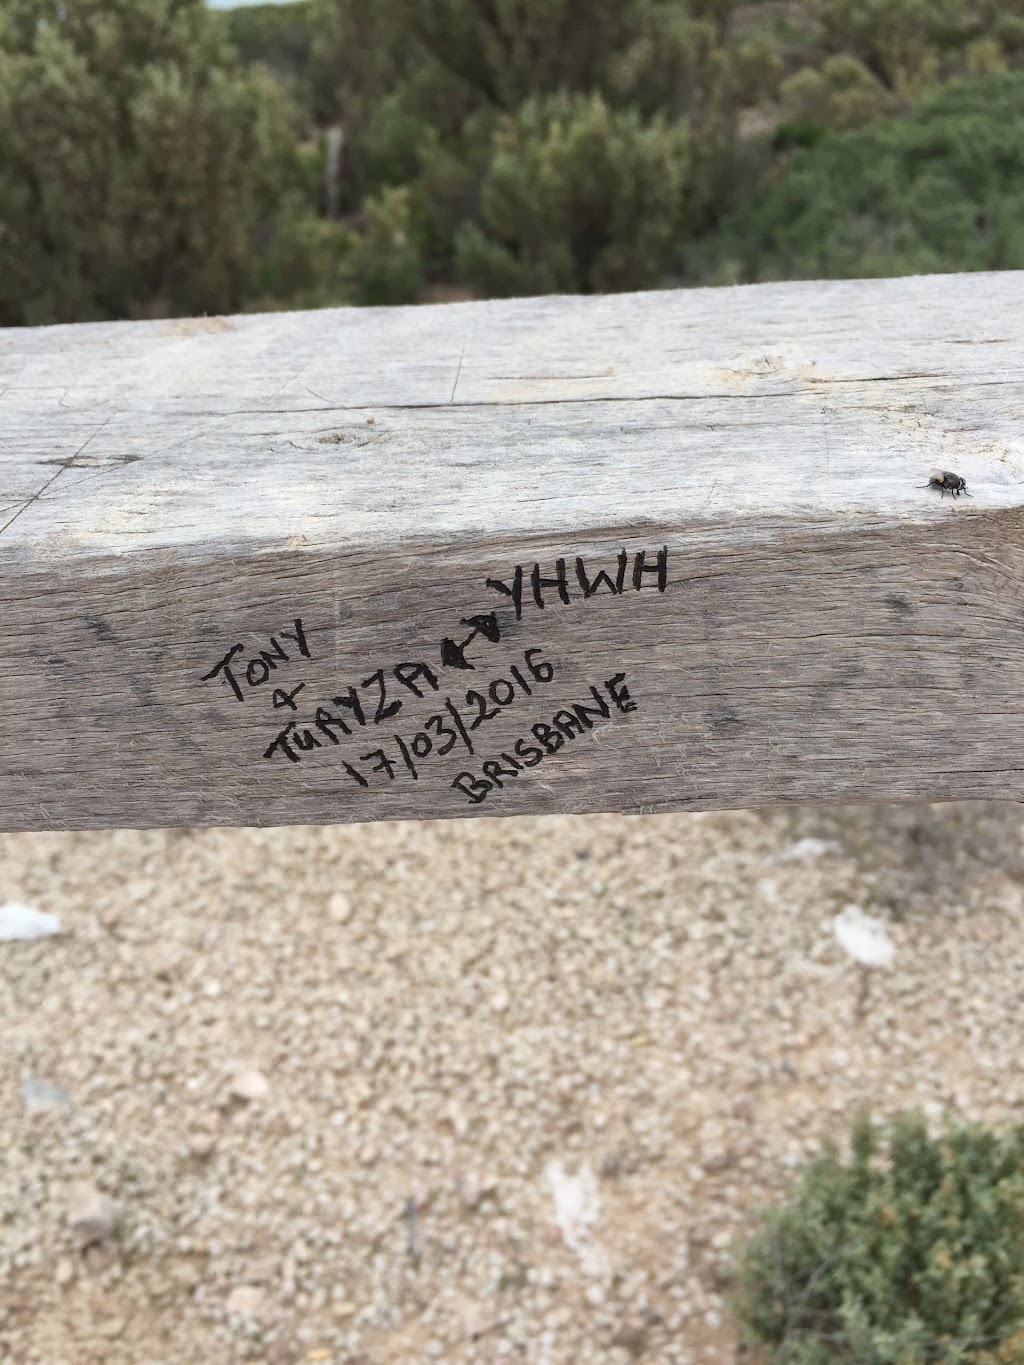 TONY
&
TURYZA ↔ YHWH
17/03/2016
BRISBANE